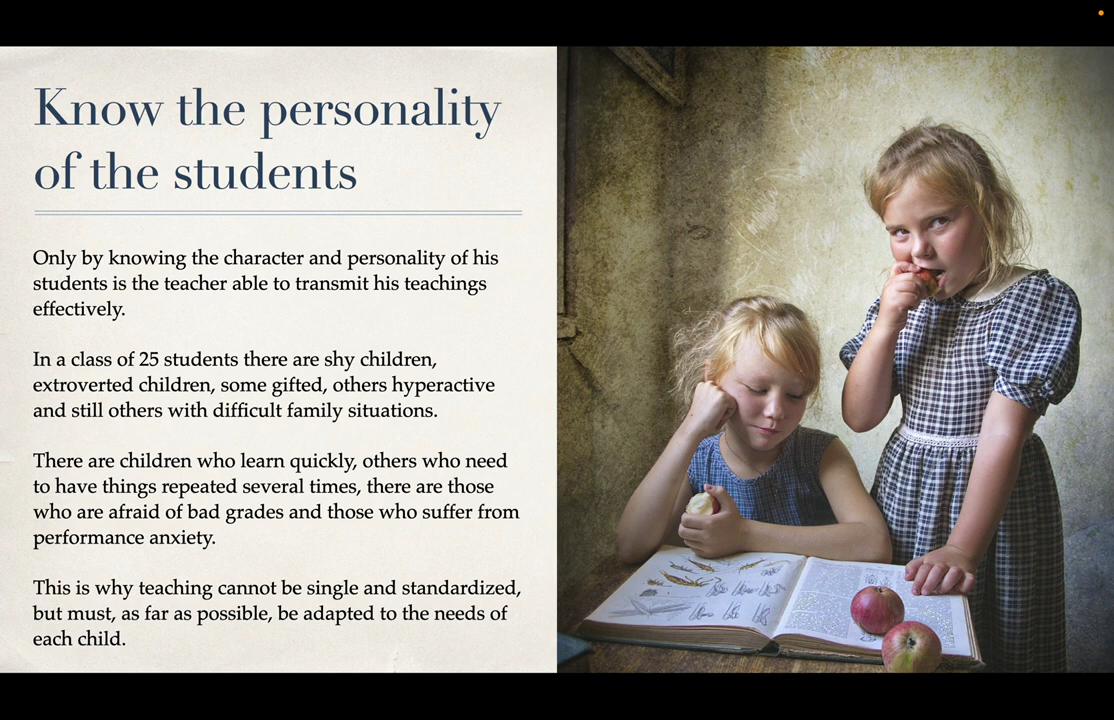 Know the personality
of the students
Only by knowing the character and personality of his
students is the teacher able to transmit his teachings
effectively.
In a class of 25 students there are shy children,
extroverted children, some gifted, others hyperactive
and still others with difficult family situations.
There are children who learn quickly, others who need
to have things repeated several times, there are those
who are afraid of bad grades and those who suffer from
performance anxiety.
This is why teaching cannot be single and standardized,
but must, as far as possible, be adapted to the needs of
each child.